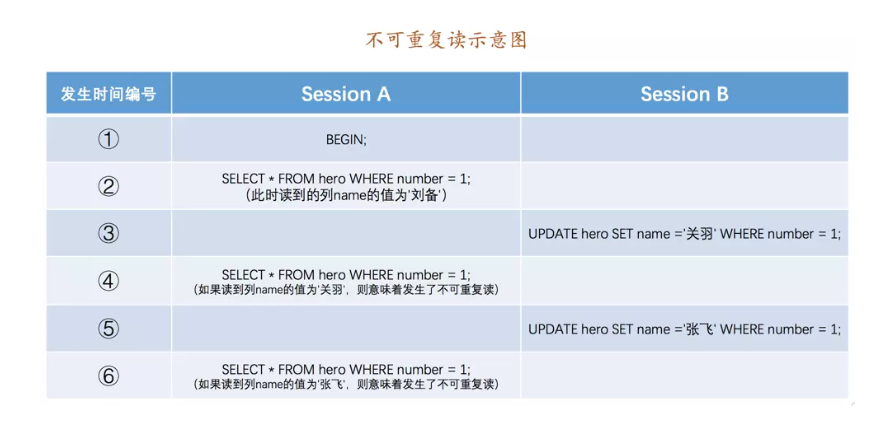 不可重复读示意图
发生时间编号 Session A Session B
① BEGIN;
② SELECT * FROM hero WHERE number = 1;
（此时读到的列name的值为'刘备'）
③ UPDATE hero SET name ='关羽' WHERE number = 1;
④ SELECT * FROM hero WHERE number = 1;
（如果读到列name的值为'关羽'，则意味着发生了不可重复读）
⑤ UPDATE hero SET name ='张飞' WHERE number = 1;
⑥ SELECT * FROM hero WHERE number = 1;
（如果读到列name的值为'张飞'，则意味着发生了不可重复读）